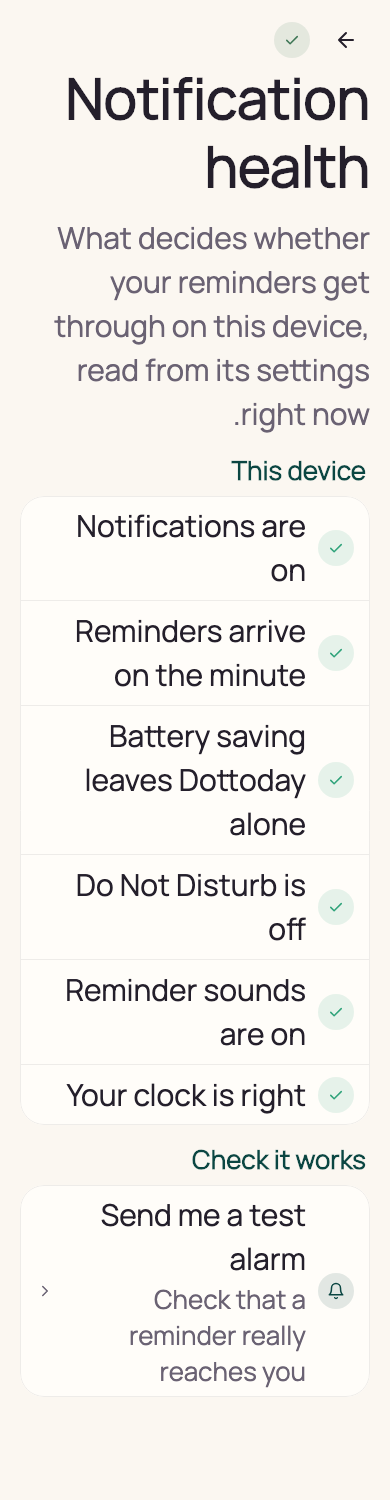 Notification
health
What decides whether
your reminders get
through on this device,
read from its settings
.right now
This device
Notifications are
on
Reminders arrive
on the minute
Battery saving
leaves Dottoday
alone
Do Not Disturb is
off
Reminder sounds
are on
Your clock is right
Check it works
Send me a test
alarm
Check that a
reminder really
reaches you